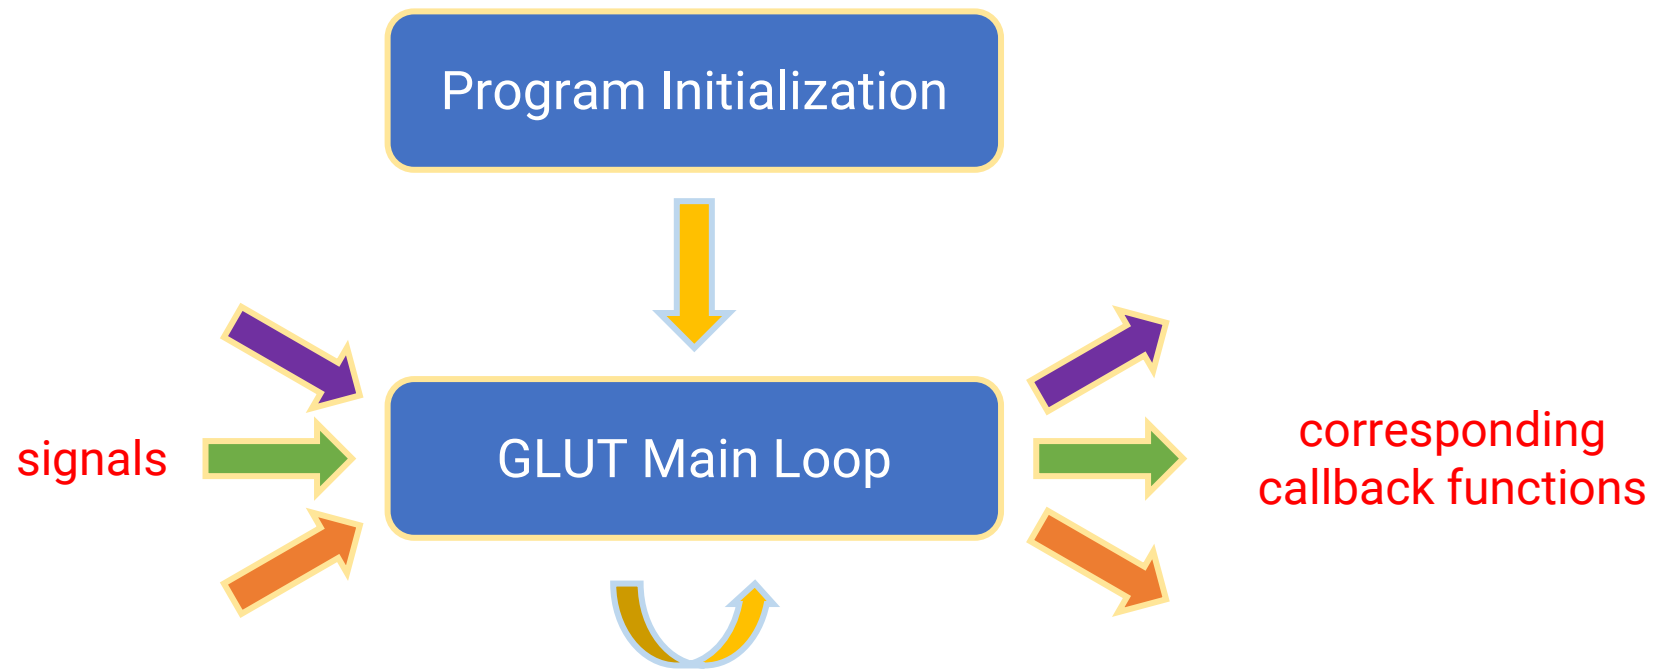 Program Initialization
signals
GLUT Main Loop
corresponding
callback functions